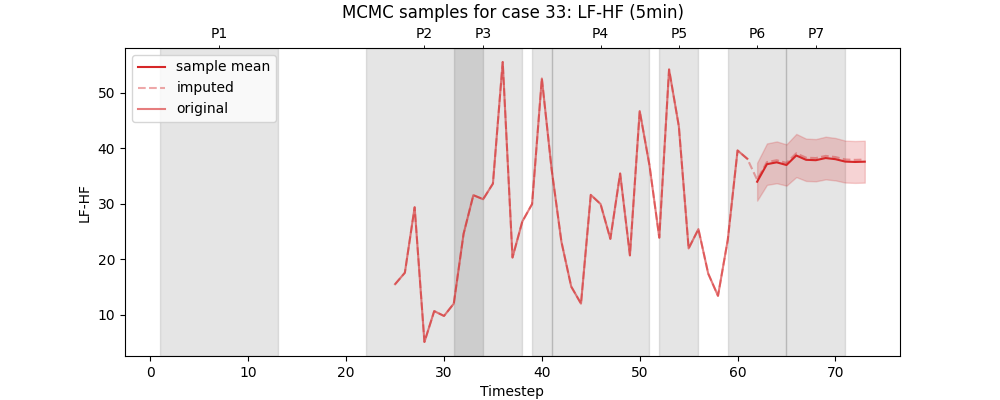 MCMC samples for case 33: LF-HF (5min)
P1 P2 P3 P4 P5 P6 P7
sample mean
imputed
original
50
40
30
20
10
LF-HF
0 10 20 30 40 50 60 70
Timestep